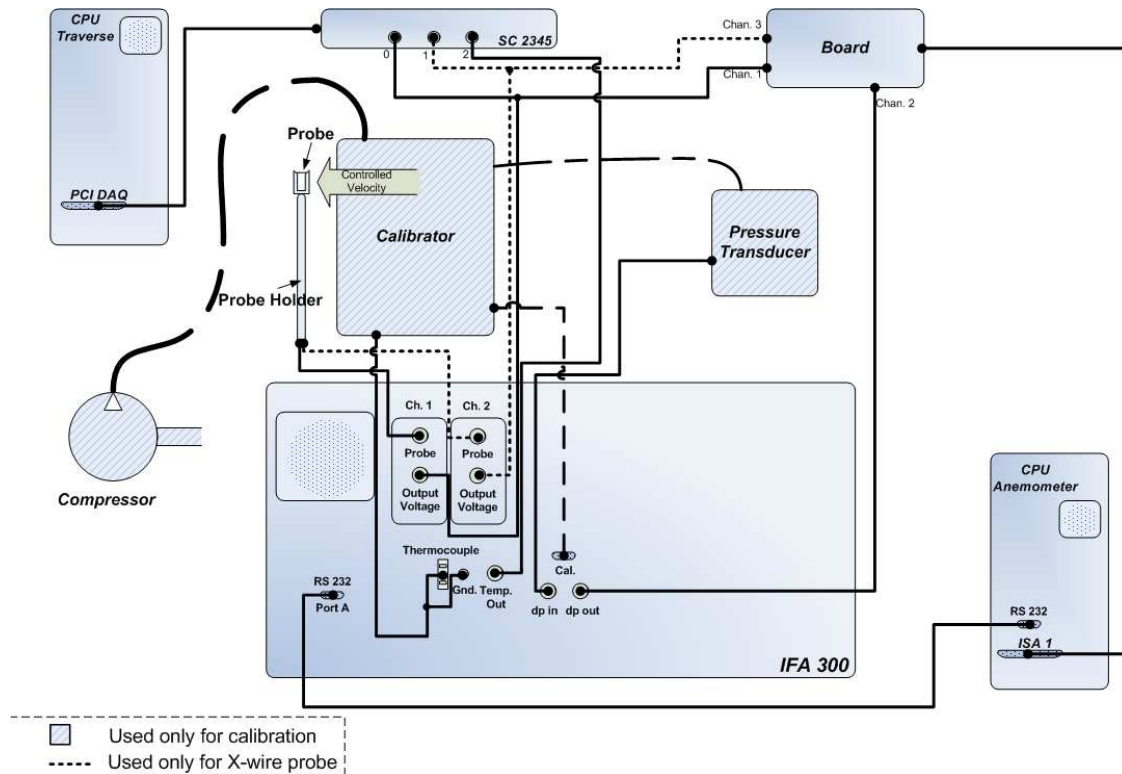 CPU
Traverse
PCI DAQ
SC 2345
0
1
2
Chan. 3
Chan. 1
Board
Chan. 2
Probe
Controlled
Velocity
Calibrator
Pressure
Transducer
Probe Holder
Compressor
Ch. 1
Ch. 2
Probe
Probe
Output
Voltage
Output
Voltage
Thermocouple
Gnd.
Temp.
Out
Cal.
dp in
dp out
RS 232
Port A
IFA 300
CPU
Anemometer
RS 232
ISA 1
Used only for calibration
Used only for X-wire probe